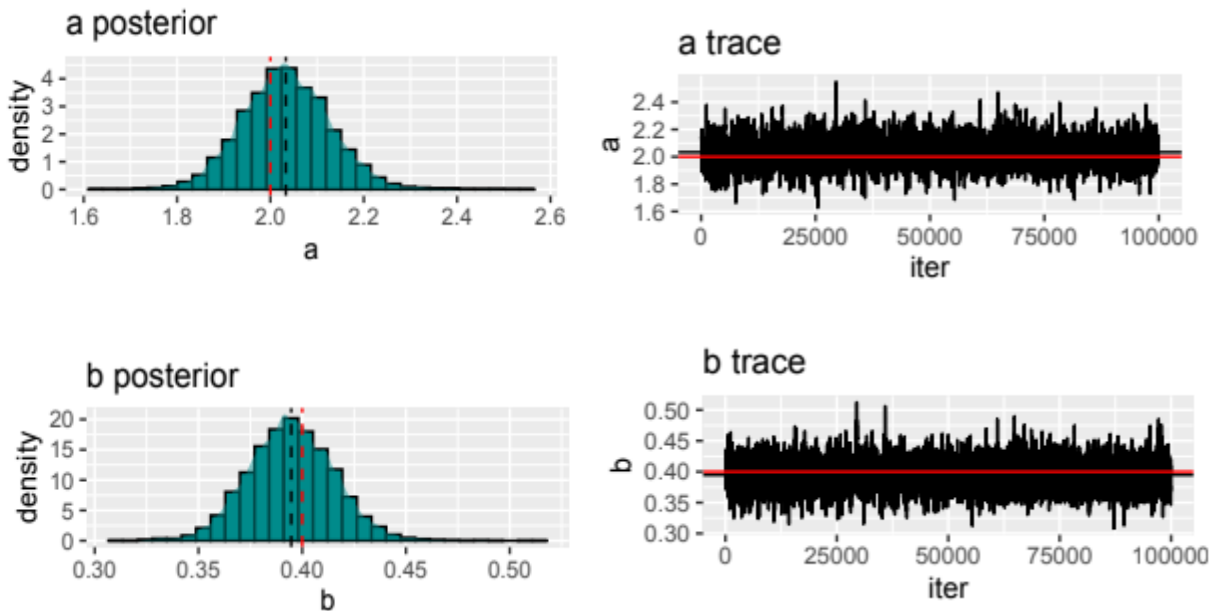 a posterior
density
4
3
2
1
0
1.6 1.8 2.0 2.2 2.4 2.6
a
a trace
a
2.4
2.2
2.0
1.8
1.6
0 25000 50000 75000 100000
iter
b posterior
density
20
15
10
5
0
0.30 0.35 0.40 0.45 0.50
b
b trace
b
0.50
0.45
0.40
0.35
0.30
0 25000 50000 75000 100000
iter